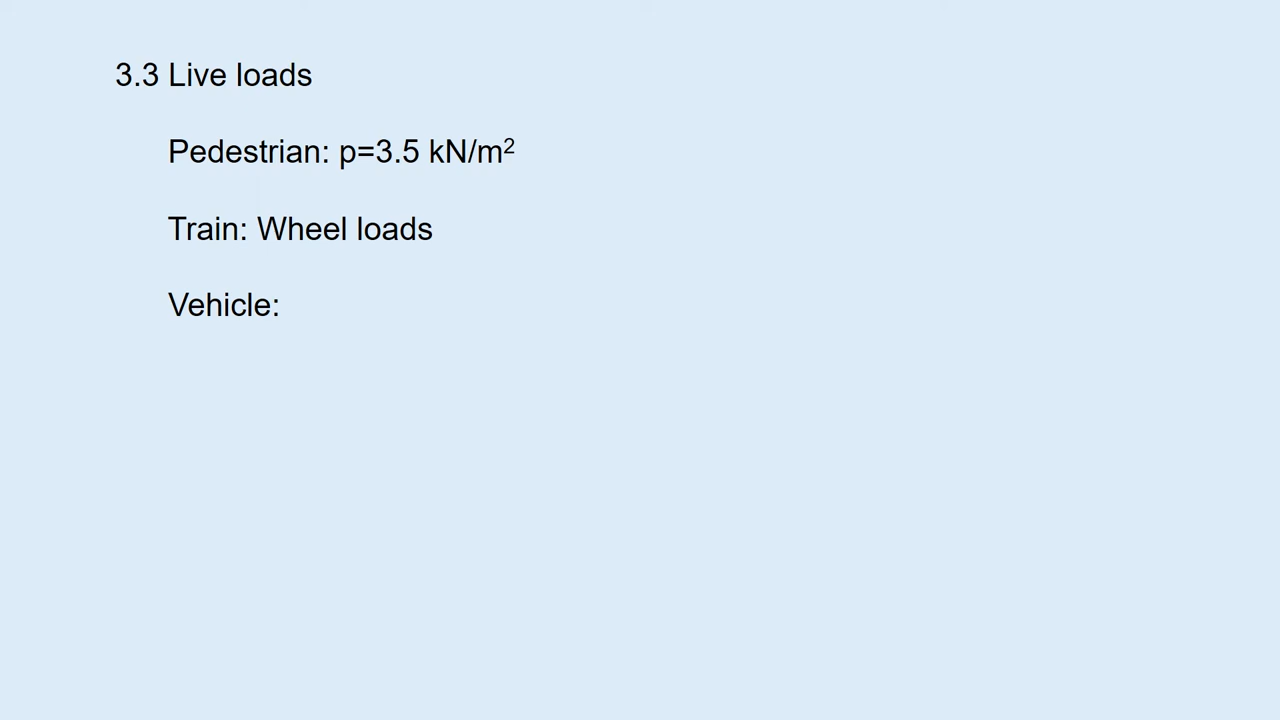 3.3 Live loads
Pedestrian: p=3.5 kN/m²
Train: Wheel loads
Vehicle: